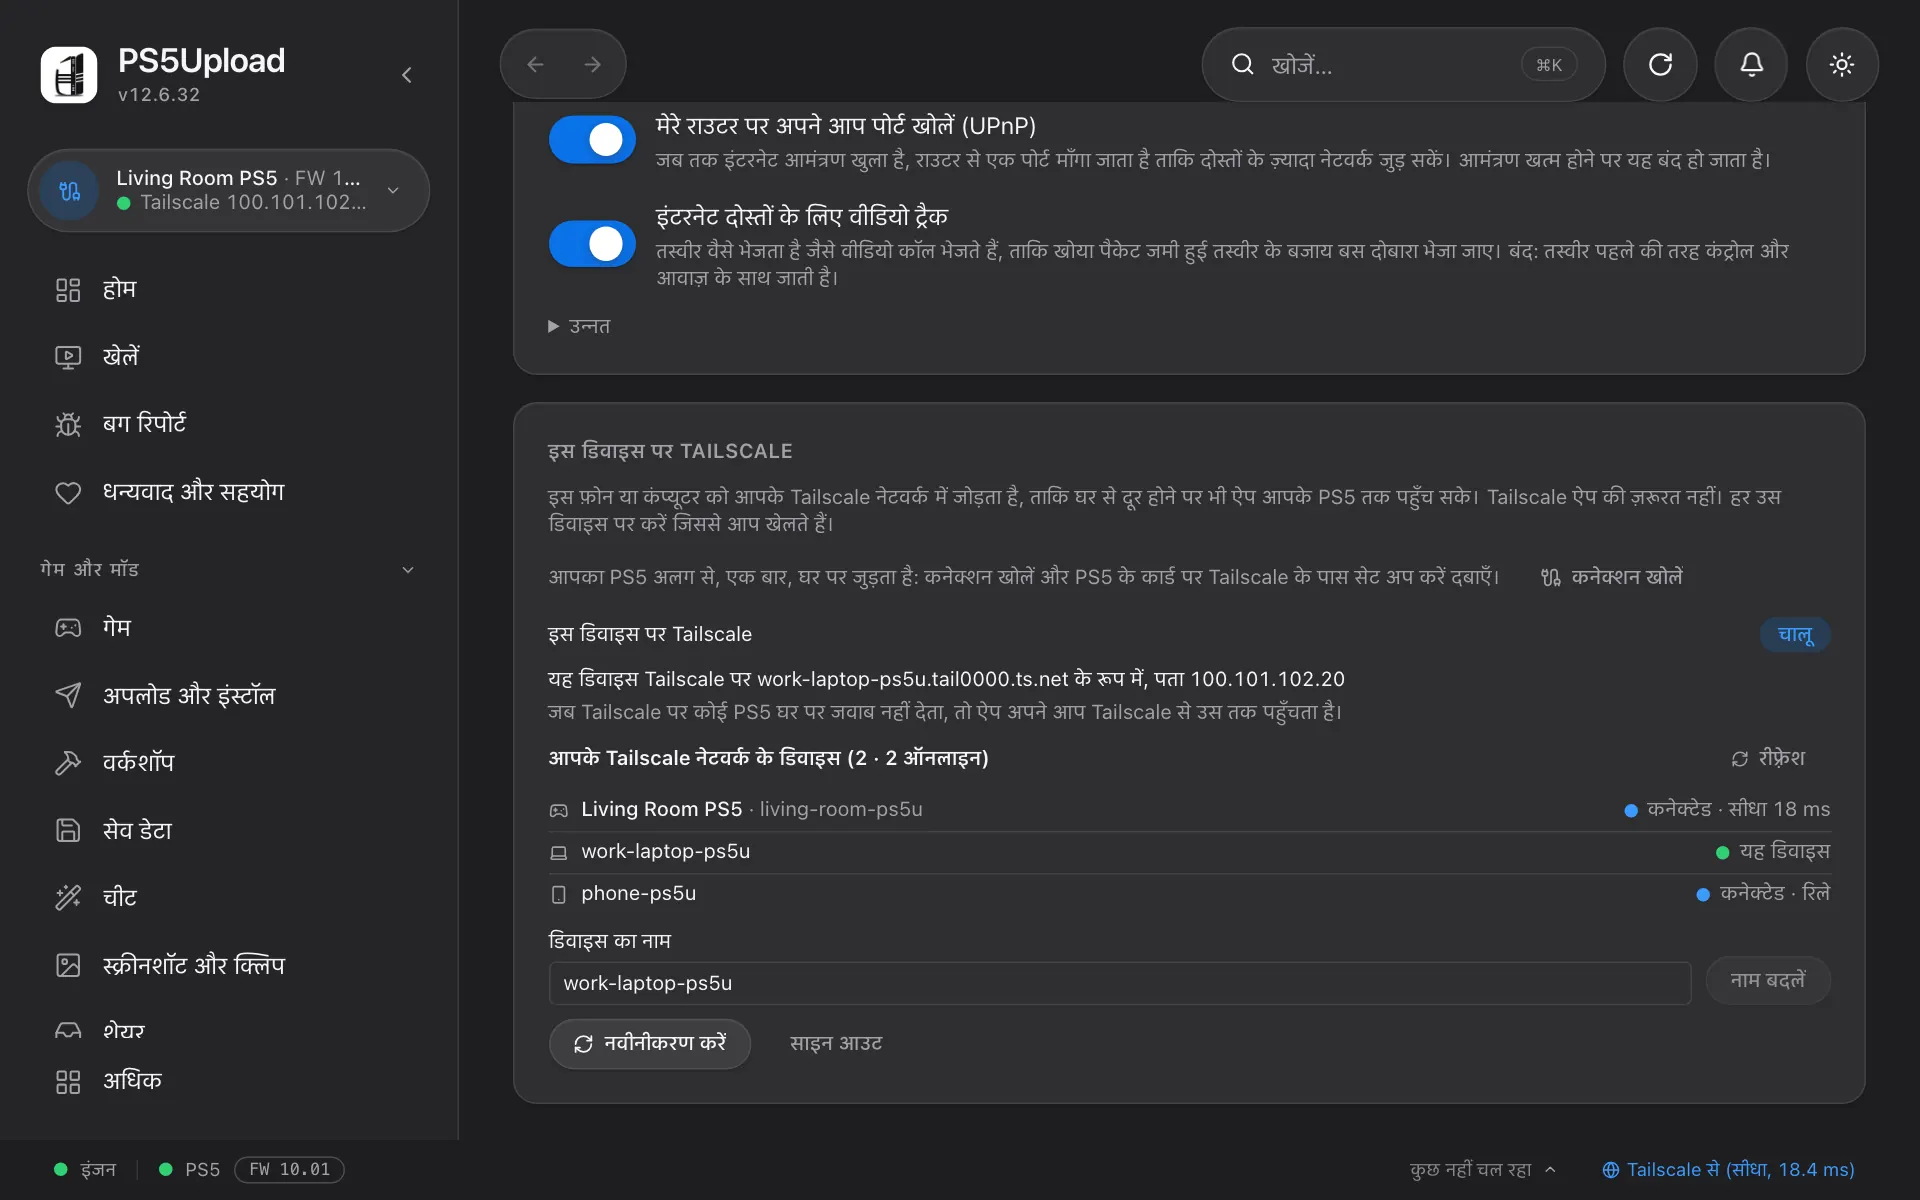 PS5Upload
v12.6.32
Living Room PS5 · FW 1...
Tailscale 100.101.102...
होम
खेलें
बग रिपोर्ट
धन्यवाद और सहयोग
गेम और मॉड
गेम
अपलोड और इंस्टॉल
वर्कशॉप
सेव डेटा
चीट
स्क्रीनशॉट और क्लिप
शेयर
अधिक
खोजें...
⌘K
मेरे राउटर पर अपने आप पोर्ट खोलें (UPnP)
जब तक इंटरनेट आमंत्रण खुला है, राउटर से एक पोर्ट माँगा जाता है ताकि दोस्तों के ज़्यादा नेटवर्क जुड़ सकें। आमंत्रण खत्म होने पर यह बंद हो जाता है।
इंटरनेट दोस्तों के लिए वीडियो ट्रैक
तस्वीर वैसे भेजता है जैसे वीडियो कॉल भेजते हैं, ताकि खोया पैकेट जमी हुई तस्वीर के बजाय बस दोबारा भेजा जाए। बंद: तस्वीर पहले की तरह कंट्रोल और
आवाज़ के साथ जाती है।
उन्नत
इस डिवाइस पर TAILSCALE
इस फ़ोन या कंप्यूटर को आपके Tailscale नेटवर्क में जोड़ता है, ताकि घर से दूर होने पर भी ऐप आपके PS5 तक पहुँच सके। Tailscale ऐप की ज़रूरत नहीं। हर उस
डिवाइस पर करें जिससे आप खेलते हैं।
आपका PS5 अलग से, एक बार, घर पर जुड़ता है: कनेक्शन खोलें और PS5 के कार्ड पर Tailscale के पास सेट अप करें दबाएँ।
कनेक्शन खोलें
इस डिवाइस पर Tailscale
चालू
यह डिवाइस Tailscale पर work-laptop-ps5u.tail0000.ts.net के रूप में, पता 100.101.102.20
जब Tailscale पर कोई PS5 घर पर जवाब नहीं देता, तो ऐप अपने आप Tailscale से उस तक पहुँचता है।
आपके Tailscale नेटवर्क के डिवाइस (2 · 2 ऑनलाइन)
रीफ़्रेश
Living Room PS5 · living-room-ps5u
कनेक्टेड · सीधा 18 ms
work-laptop-ps5u
यह डिवाइस
phone-ps5u
कनेक्टेड · रिले
डिवाइस का नाम
work-laptop-ps5u
नाम बदलें
नवीनीकरण करें
साइन आउट
इंजन
PS5
FW 10.01
कुछ नहीं चल रहा
Tailscale से (सीधा, 18.4 ms)